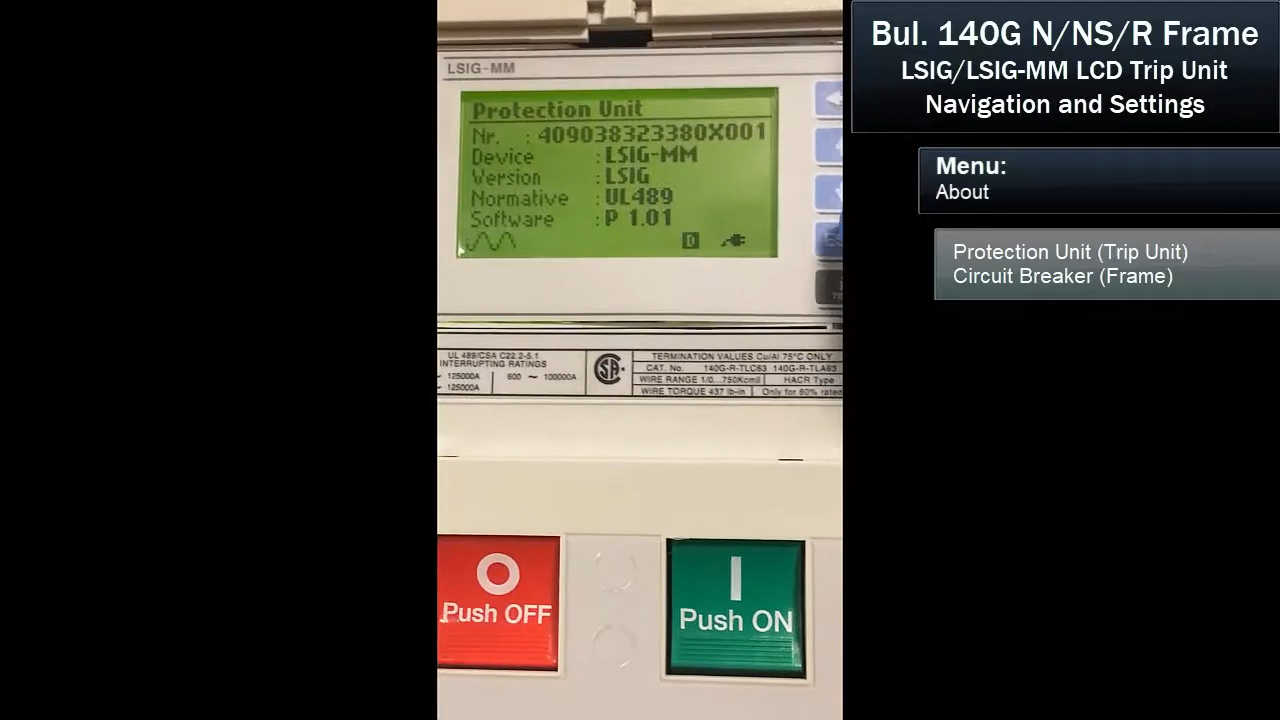 LSIG-MM
Protection Unit
Nr. : 409038323380X001
Device : LSIG-MM
Version : LSIG
Normative : UL489
Software : P 1.01
D
UL 489/CSA C22.2-5.1
INTERRUPTING RATINGS
~ 125000A
600 ~ 100000A
~ 125000A
TERMINATION VALUES Cu/Al 75°C ONLY
CAT. No. 140G-R-TLC63 140G-R-TLA63
WIRE RANGE 1/0...750Kcmil HACR Type
WIRE TORQUE 437 lb-in Only for 80% rated
Push OFF
Push ON
Bul. 140G N/NS/R Frame
LSIG/LSIG-MM LCD Trip Unit
Navigation and Settings
Menu:
About
Protection Unit (Trip Unit)
Circuit Breaker (Frame)